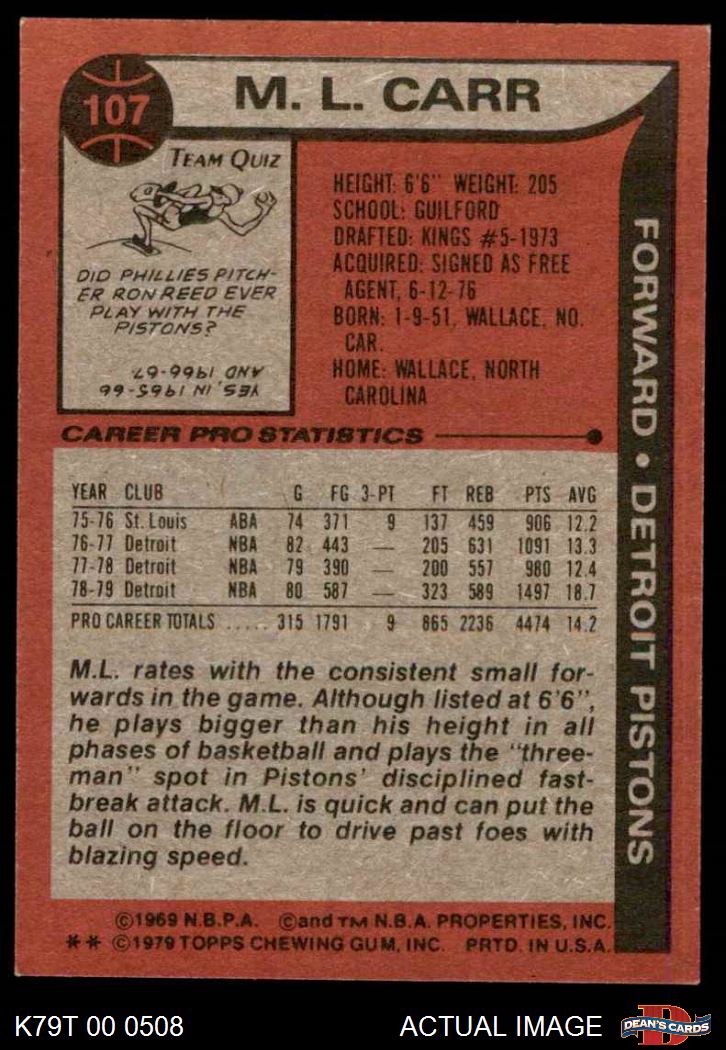 107
M. L. CARR
TEAM QUIZ
DID PHILLIES PITCH-
ER RON REED EVER
PLAY WITH THE
PISTONS?
YES, IN 1965-66
AND 1966-67.
HEIGHT: 6'6" WEIGHT: 205
SCHOOL: GUILFORD
DRAFTED: KINGS #5-1973
ACQUIRED: SIGNED AS FREE
AGENT, 6-12-76
BORN: 1-9-51, WALLACE, NO.
CAR.
HOME: WALLACE, NORTH
CAROLINA
FORWARD • DETROIT PISTONS
CAREER PRO STATISTICS
YEAR CLUB G FG 3-PT FT REB PTS AVG
75-76 St. Louis ABA 74 371 9 137 459 906 12.2
76-77 Detroit NBA 82 443 — 205 631 1091 13.3
77-78 Detroit NBA 79 390 — 200 557 980 12.4
78-79 Detroit NBA 80 587 — 323 589 1497 18.7
PRO CAREER TOTALS ..... 315 1791 9 865 2236 4474 14.2
M.L. rates with the consistent small for-
wards in the game. Although listed at 6'6",
he plays bigger than his height in all
phases of basketball and plays the "three-
man" spot in Pistons' disciplined fast-
break attack. M.L. is quick and can put the
ball on the floor to drive past foes with
blazing speed.
©1969 N.B.P.A. ©and TM N.B.A. PROPERTIES, INC.
** ©1979 TOPPS CHEWING GUM, INC. PRTD. IN U.S.A.
K79T 00 0508
ACTUAL IMAGE
D
DEAN'S CARDS